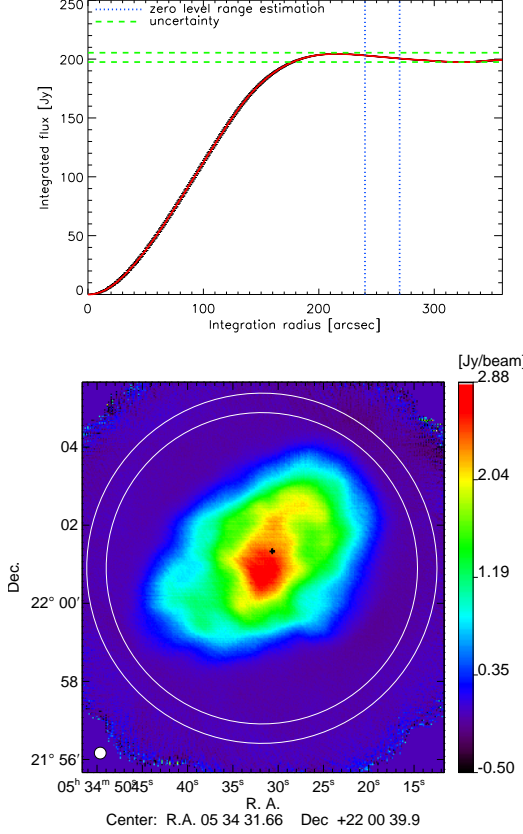 zero level range estimation
uncertainty
250
200
150
100
50
0
Integrated flux [Jy]
0 100 200 300
Integration radius [arcsec]
[Jy/beam]
2.88
2.04
1.19
0.35
-0.50
04
02
22° 00′
58
21° 56′
Dec.
05ʰ 34ᵐ 50ˢ 45ˢ 40ˢ 35ˢ 30ˢ 25ˢ 20ˢ 15ˢ
R. A.
Center: R.A. 05 34 31.66 Dec +22 00 39.9